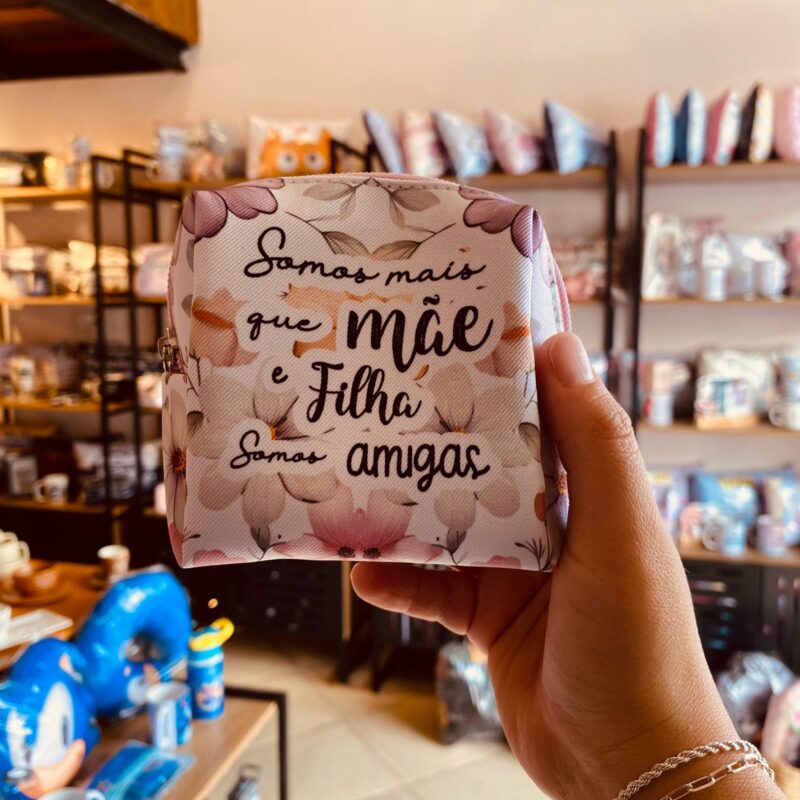 Somos mais
que mãe
e Filha
Somos amigas